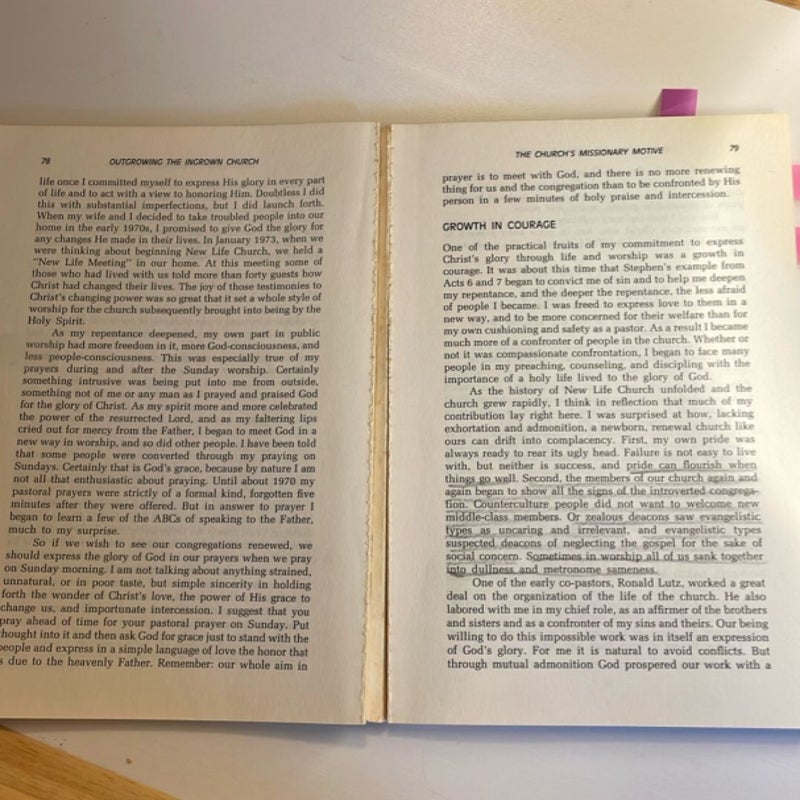 78 OUTGROWING THE INGROWN CHURCH
life once I committed myself to express His glory in every part
of life and to act with a view to honoring Him. Doubtless I did
this with substantial imperfections, but I did launch forth.
When my wife and I decided to take troubled people into our
home in the early 1970s, I promised to give God the glory for
any changes He made in their lives. In January 1973, when we
were thinking about beginning New Life Church, we held a
"New Life Meeting" in our home. At this meeting some of
those who had lived with us told more than forty guests how
Christ had changed their lives. The joy of those testimonies to
Christ's changing power was so great that it set a whole style of
worship for the church subsequently brought into being by the
Holy Spirit.
As my repentance deepened, my own part in public
worship had more freedom in it, more God-consciousness, and
less people-consciousness. This was especially true of my
prayers during and after the Sunday worship. Certainly
something intrusive was being put into me from outside,
something not of me or any man as I prayed and praised God
for the glory of Christ. As my spirit more and more celebrated
the power of the resurrected Lord, and as my faltering lips
cried out for mercy from the Father, I began to meet God in a
new way in worship, and so did other people. I have been told
that some people were converted through my praying on
Sundays. Certainly that is God's grace, because by nature I am
not all that enthusiastic about praying. Until about 1970 my
pastoral prayers were strictly of a formal kind, forgotten five
minutes after they were offered. But in answer to prayer I
began to learn a few of the ABCs of speaking to the Father,
much to my surprise.
So if we wish to see our congregations renewed, we
should express the glory of God in our prayers when we pray
on Sunday morning. I am not talking about anything strained,
unnatural, or in poor taste, but simple sincerity in holding
forth the wonder of Christ's love, the power of His grace to
change us, and importunate intercession. I suggest that you
pray ahead of time for your pastoral prayer on Sunday. Put
thought into it and then ask God for grace just to stand with the
people and express in a simple language of love the honor that
s due to the heavenly Father. Remember: our whole aim in
THE CHURCH'S MISSIONARY MOTIVE 79
prayer is to meet with God, and there is no more renewing
thing for us and the congregation than to be confronted by His
person in a few minutes of holy praise and intercession.
GROWTH IN COURAGE
One of the practical fruits of my commitment to express
Christ's glory through life and worship was a growth in
courage. It was about this time that Stephen's example from
Acts 6 and 7 began to convict me of sin and to help me deepen
my repentance, and the deeper the repentance, the less afraid
of people I became. I was freed to express love to them in a
new way, and to be more concerned for their welfare than for
my own cushioning and safety as a pastor. As a result I became
much more of a confronter of people in the church. Whether or
not it was compassionate confrontation, I began to face many
people in my preaching, counseling, and discipling with the
importance of a holy life lived to the glory of God.
As the history of New Life Church unfolded and the
church grew rapidly, I think in reflection that much of my
contribution lay right here. I was surprised at how, lacking
exhortation and admonition, a newborn, renewal church like
ours can drift into complacency. First, my own pride was
always ready to rear its ugly head. Failure is not easy to live
with, but neither is success, and pride can flourish when
things go well. Second, the members of our church again and
again began to show all the signs of the introverted congrega-
tion. Counterculture people did not want to welcome new
middle-class members. Or zealous deacons saw evangelistic
types as uncaring and irrelevant, and evangelistic types
suspected deacons of neglecting the gospel for the sake of
social concern. Sometimes in worship all of us sank together
into dullness and metronome sameness.
One of the early co-pastors, Ronald Lutz, worked a great
deal on the organization of the life of the church. He also
labored with me in my chief role, as an affirmer of the brothers
and sisters and as a confronter of my sins and theirs. Our being
willing to do this impossible work was in itself an expression
of God's glory. For me it is natural to avoid conflicts. But
through mutual admonition God prospered our work with a